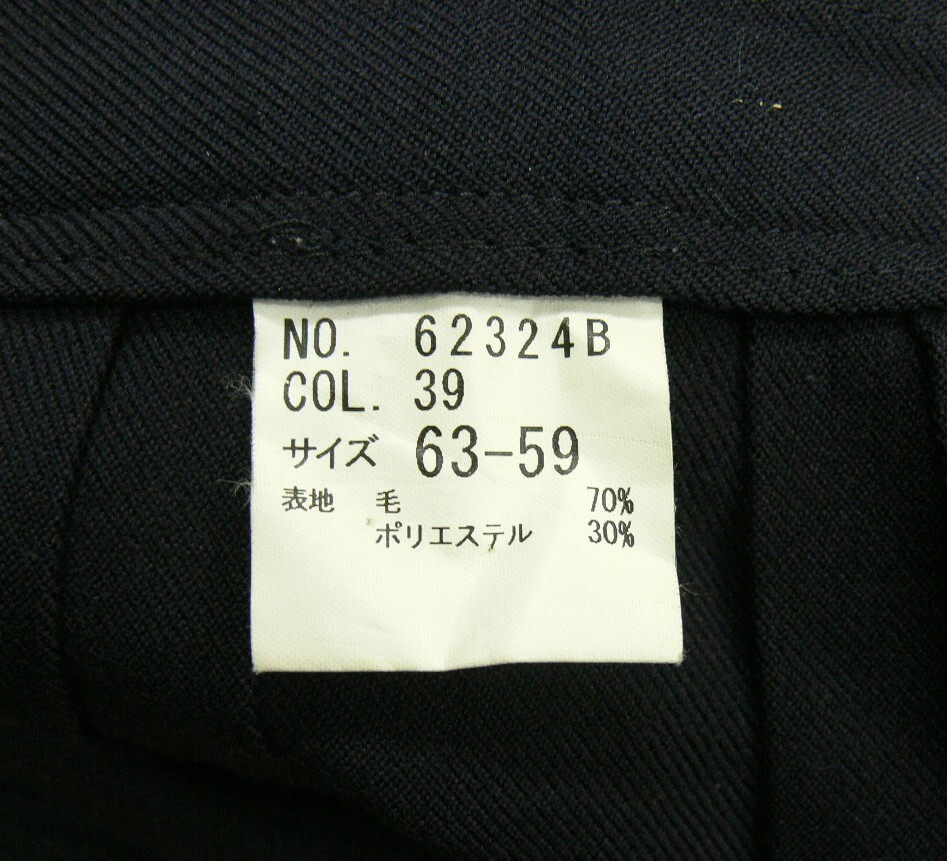 NO. 62324B
COL. 39
サイズ 63-59
表地 毛 70%
ポリエステル 30%